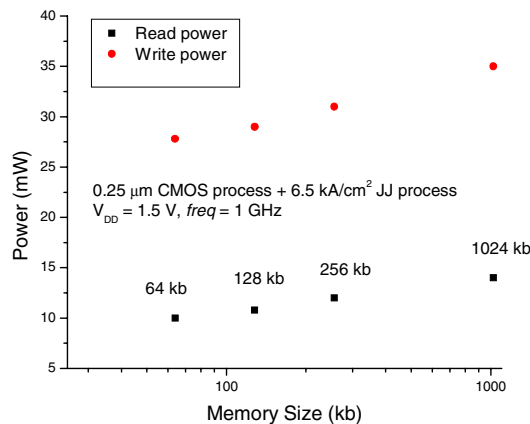 40
35
30
25
20
15
10
5
Power (mW)
Read power
Write power
0.25 μm CMOS process + 6.5 kA/cm² JJ process
V_DD = 1.5 V, freq = 1 GHz
64 kb
128 kb
256 kb
1024 kb
100
1000
Memory Size (kb)